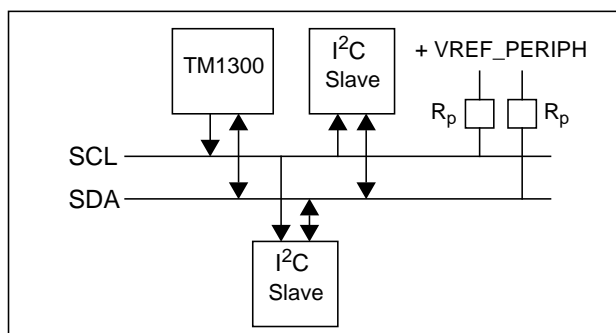 TM1300
I²C
Slave
+ VREF_PERIPH
Rp
Rp
SCL
SDA
I²C
Slave